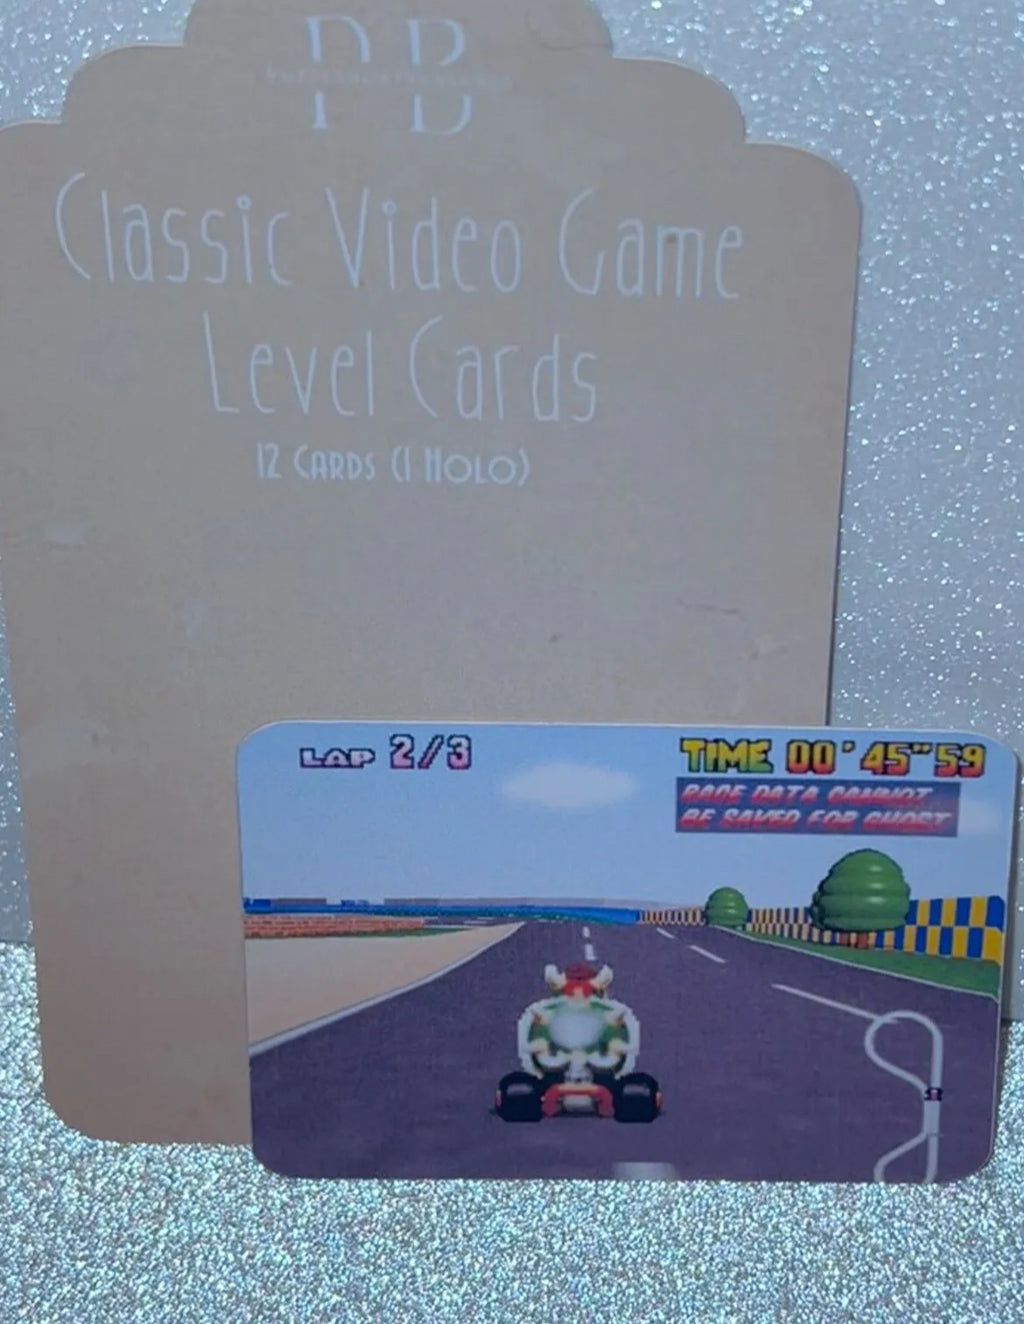 P B
Classic Video Game
Level Cards
12 Cards (1 Holo)
LAP 2/3
TIME 00'45"59
RACE DATA CANNOT
BE SAVED FOR GHOST